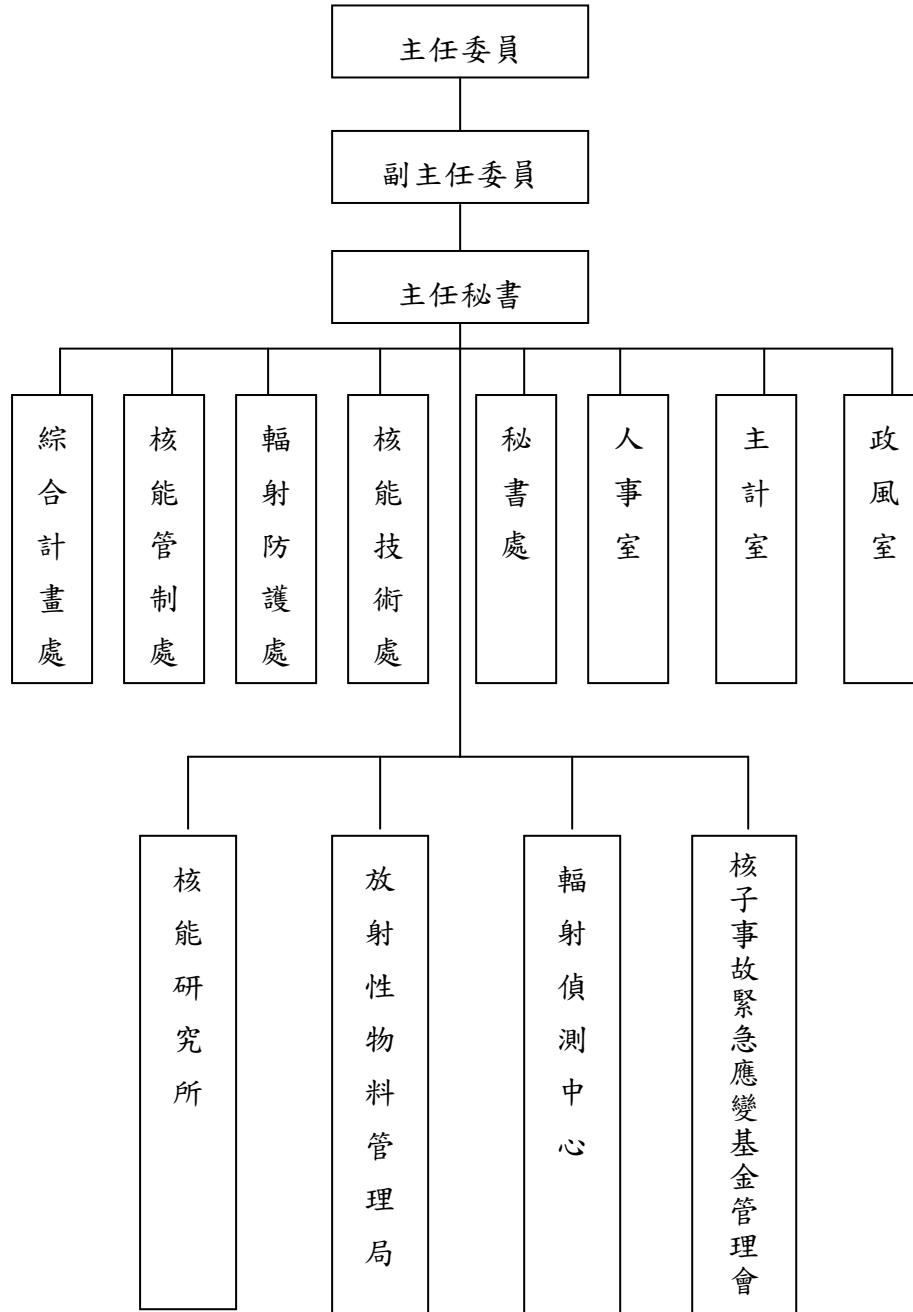 主任委員
副主任委員
主任秘書
綜合計畫處
核能管制處
輻射防護處
核能技術處
秘書處
人事室
主計室
政風室
核能研究所
放射性物料管理局
輻射偵測中心
核子事故緊急應變基金管理會